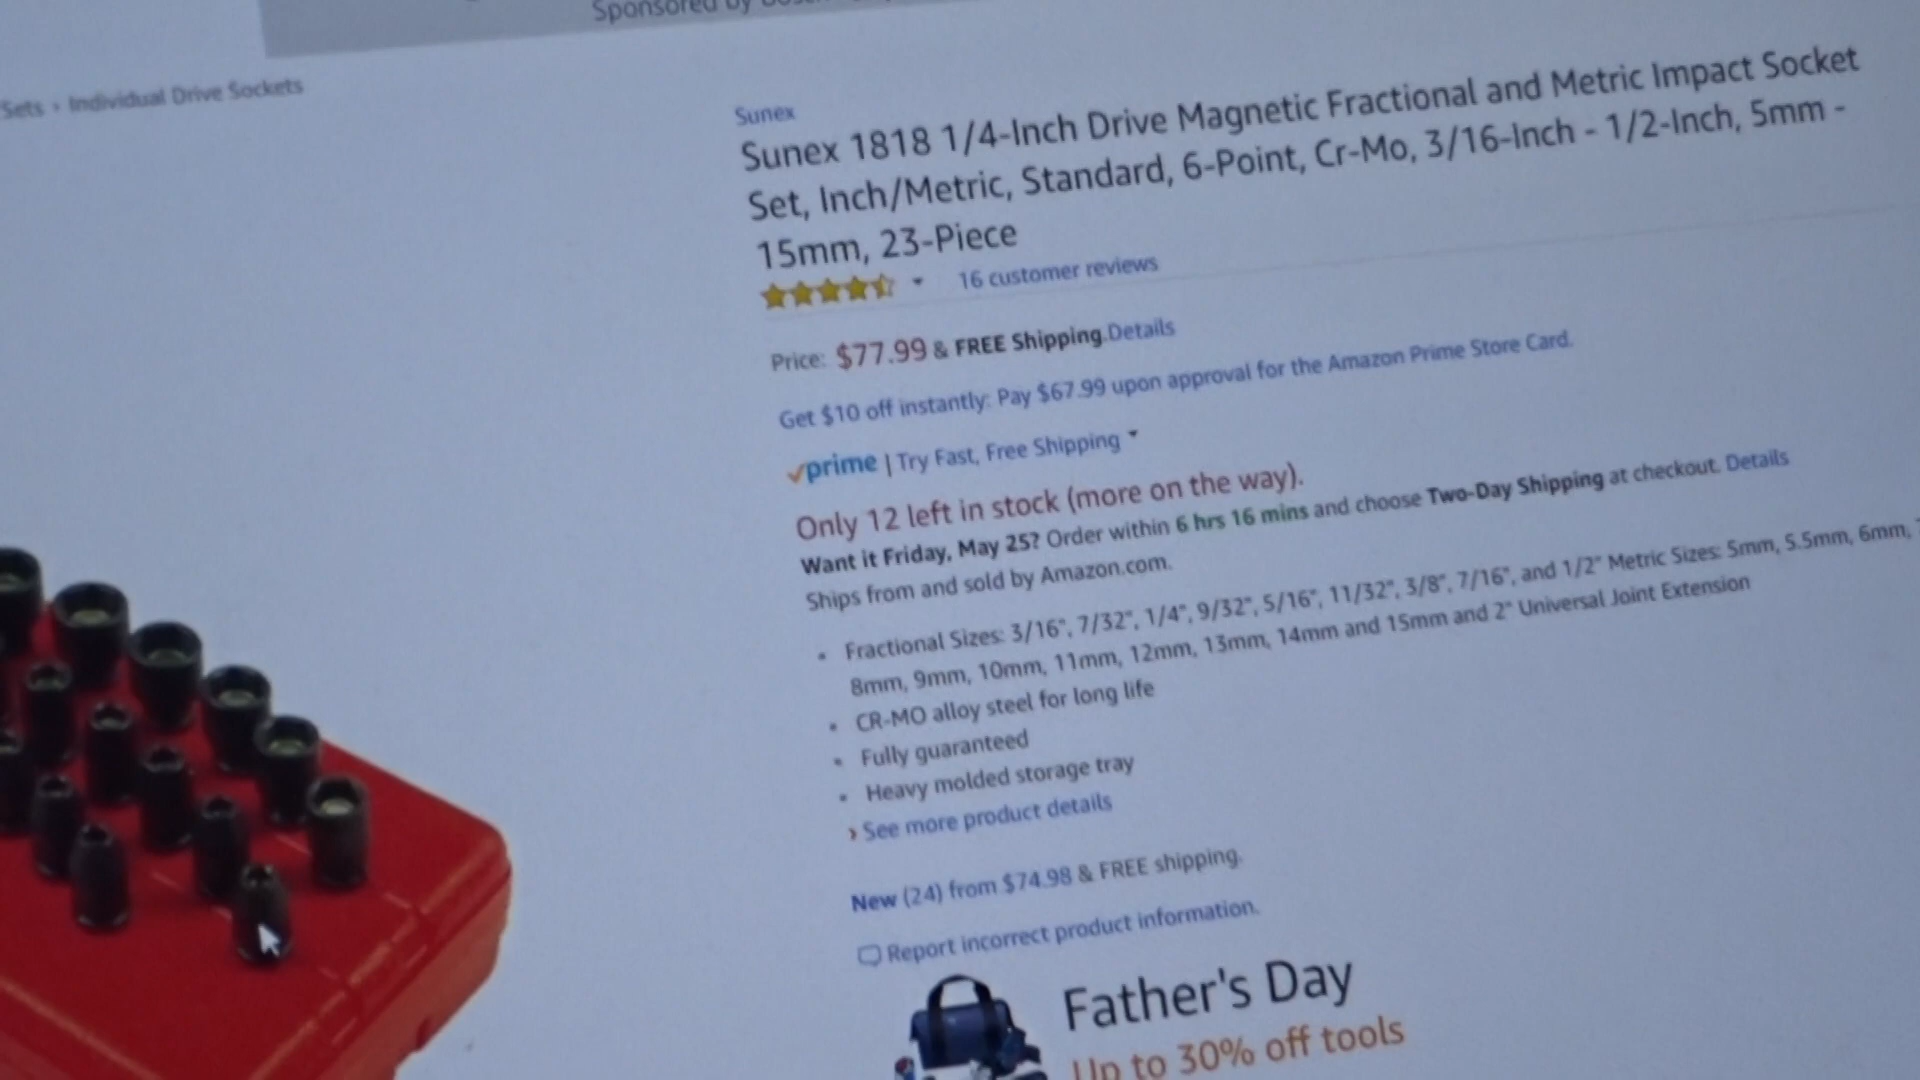 Sponsored by
Sets › Individual Drive Sockets
Sunex
Sunex 1818 1/4-Inch Drive Magnetic Fractional and Metric Impact Socket
Set, Inch/Metric, Standard, 6-Point, Cr-Mo, 3/16-Inch - 1/2-Inch, 5mm -
15mm, 23-Piece
16 customer reviews
Price: $77.99 & FREE Shipping. Details
Get $10 off instantly: Pay $67.99 upon approval for the Amazon Prime Store Card.
prime | Try Fast, Free Shipping
Only 12 left in stock (more on the way).
Want it Friday, May 25? Order within 6 hrs 16 mins and choose Two-Day Shipping at checkout. Details
Ships from and sold by Amazon.com.
• Fractional Sizes: 3/16", 7/32", 1/4", 9/32", 5/16", 11/32", 3/8", 7/16", and 1/2" Metric Sizes: 5mm, 5.5mm, 6mm,
8mm, 9mm, 10mm, 11mm, 12mm, 13mm, 14mm and 15mm and 2" Universal Joint Extension
• CR-MO alloy steel for long life
• Fully guaranteed
• Heavy molded storage tray
› See more product details
New (24) from $74.98 & FREE shipping.
Report incorrect product information.
Father's Day
Up to 30% off tools